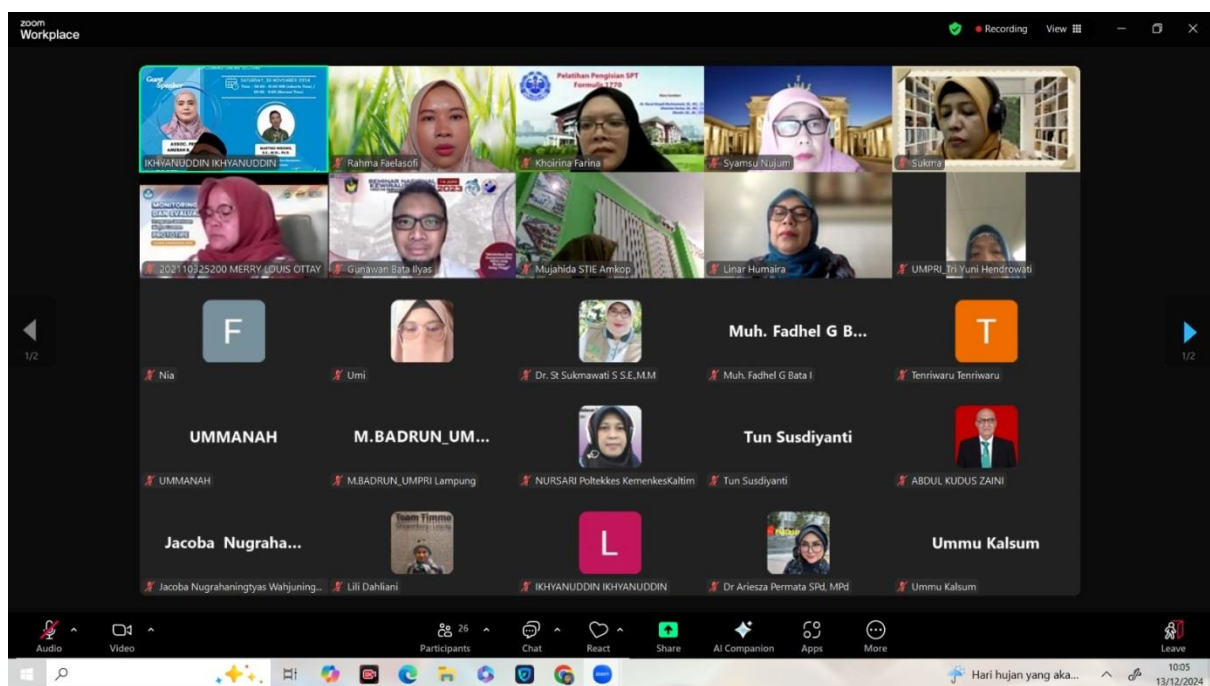 zoom
Workplace
Recording
View
Guest
Speaker
SATURDAY, 30 NOVEMBER 2024
ASSOC. PR
IKHYANUDDIN IKHYANUDDIN
Rahma Faelasofi
Pelatihan Pengisian SPT
Formulir 1770
Khoirina Farina
Syamsu Nujum
Sukma
MONITORING
DAN EVALUA
PROTOTIPE
202110325200 MERRY LOUIS OTTAY
SEMINAR NASIONAL
KEWIRAU
2023
Gunawan Bata Ilyas
Mujahida STIE Amkop
Linar Humaira
UMPRI_Tri Yuni Hendrowati
1/2
1/2
F
Nia
Umi
Dr. St Sukmawati S S.E.,M.M
Muh. Fadhel G B...
Muh. Fadhel G Bata I
T
Tenriwaru Tenriwaru
UMMANAH
UMMANAH
M.BADRUN_UM...
M.BADRUN_UMPRI Lampung
NURSARI Poltekkes KemenkesKaltim
Tun Susdiyanti
Tun Susdiyanti
ABDUL KUDUS ZAINI
Jacoba Nugraha...
Jacoba Nugrahaningtyas Wahjuning...
Team Timme
Lili Dahliani
L
IKHYANUDDIN IKHYANUDDIN
Dr Ariesza Permata SPd, MPd
Ummu Kalsum
Ummu Kalsum
Audio
Video
26
Participants
Chat
React
Share
AI Companion
Apps
More
Leave
Hari hujan yang aka...
10:05
13/12/2024